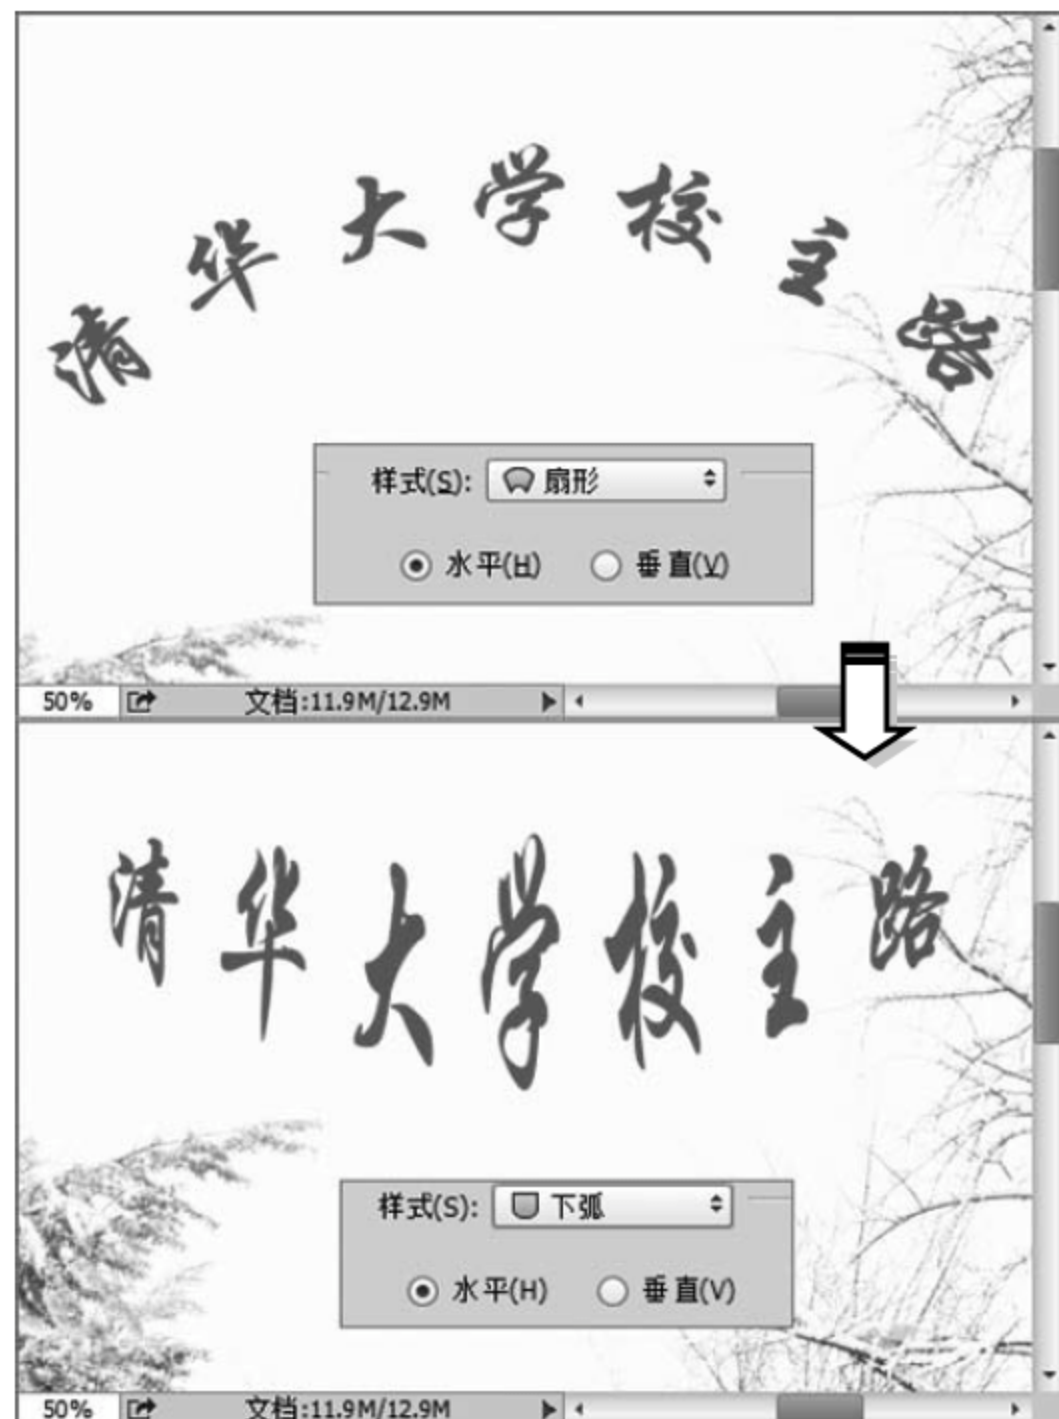 清华大学校主路
样式(S): 扇形
水平(H) 垂直(V)
50% 文档:11.9M/12.9M
清华大学校主路
样式(S): 下弧
水平(H) 垂直(V)
50% 文档:11.9M/12.9M